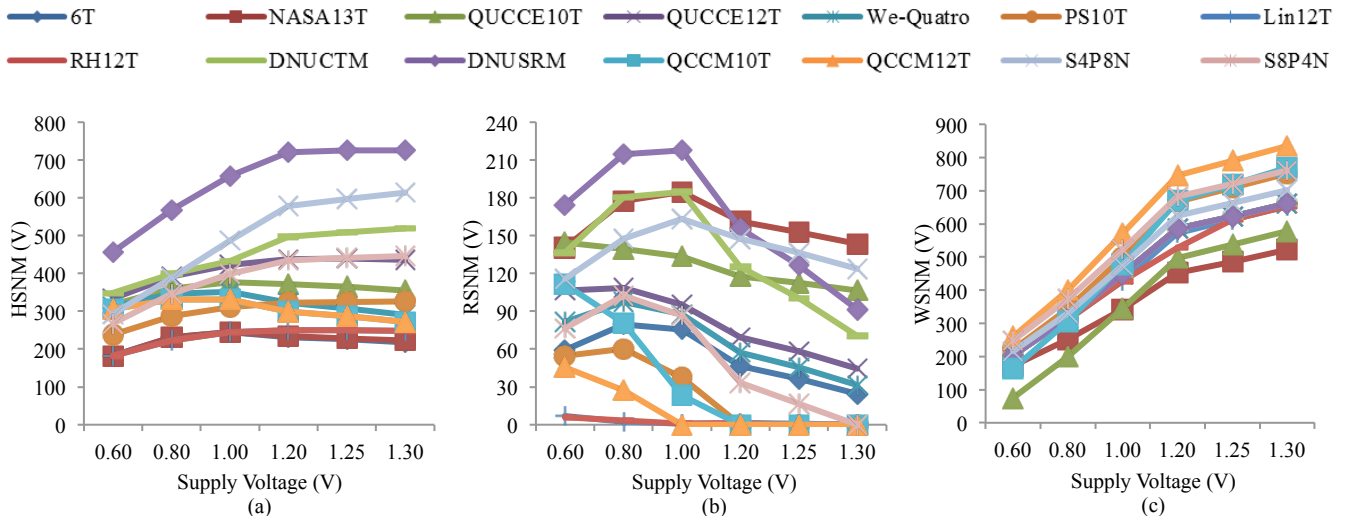 6T NASA13T QUCCE10T QUCCE12T We-Quatro PS10T Lin12T
RH12T DNUCTM DNUSRM QCCM10T QCCM12T S4P8N S8P4N
HSNM (V)
800
700
600
500
400
300
200
100
0
0.60 0.80 1.00 1.20 1.25 1.30
Supply Voltage (V)
(a)
RSNM (V)
240
210
180
150
120
90
60
30
0
0.60 0.80 1.00 1.20 1.25 1.30
Supply Voltage (V)
(b)
WSNM (V)
900
800
700
600
500
400
300
200
100
0
0.60 0.80 1.00 1.20 1.25 1.30
Supply Voltage (V)
(c)